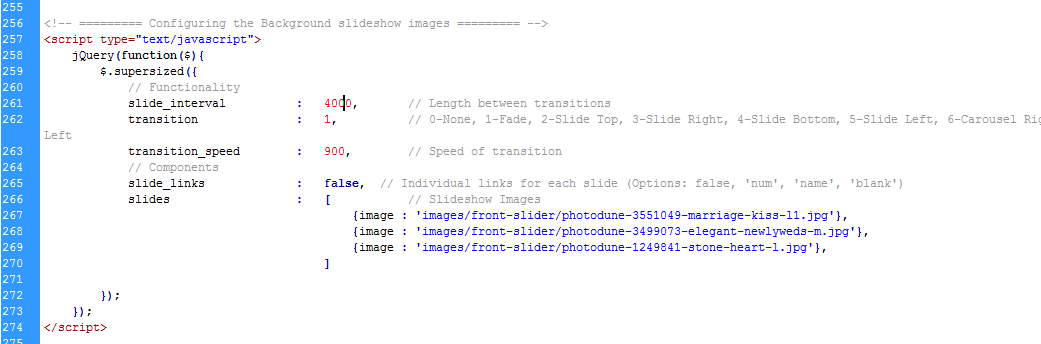 255
256 <!-- ========= Configuring the Background slideshow images ========= -->
257 <script type="text/javascript">
258 jQuery(function($){
259 $.supersized({
260 // Functionality
261 slide_interval : 4000, // Length between transitions
262 transition : 1, // 0-None, 1-Fade, 2-Slide Top, 3-Slide Right, 4-Slide Bottom, 5-Slide Left, 6-Carousel Rig
Left
263 transition_speed : 900, // Speed of transition
264 // Components
265 slide_links : false, // Individual links for each slide (Options: false, 'num', 'name', 'blank')
266 slides : [ // Slideshow Images
267 {image : 'images/front-slider/photodune-3551049-marriage-kiss-l1.jpg'},
268 {image : 'images/front-slider/photodune-3499073-elegant-newlyweds-m.jpg'},
269 {image : 'images/front-slider/photodune-1249841-stone-heart-l.jpg'},
270 ]
271
272 });
273 });
274 </script>
275